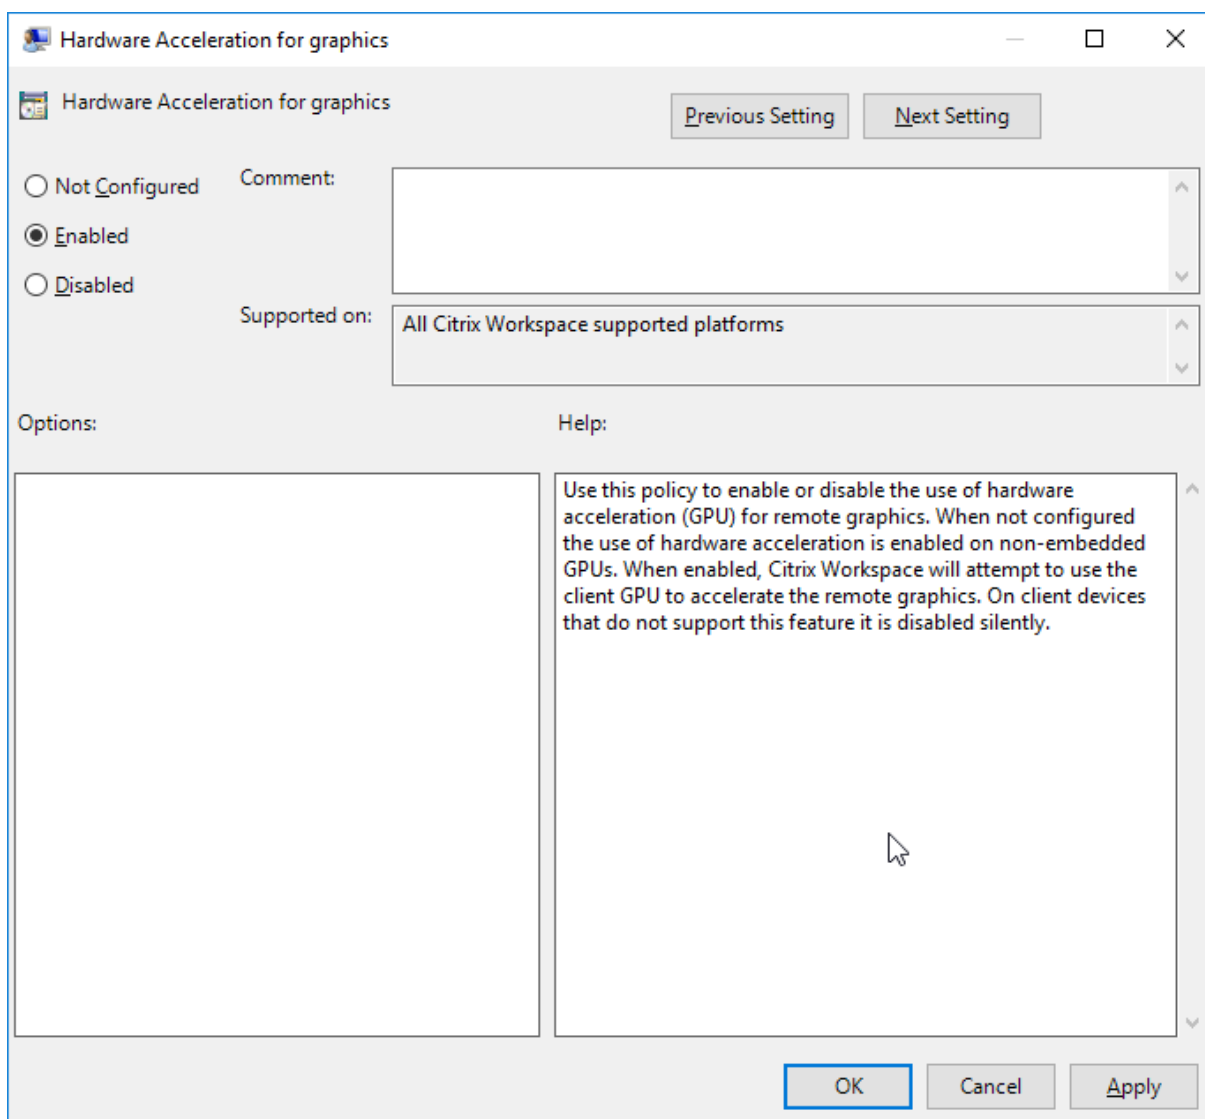 Hardware Acceleration for graphics
Hardware Acceleration for graphics
Previous Setting
Next Setting
Not Configured
Comment:
Enabled
Disabled
Supported on:
All Citrix Workspace supported platforms
Options:
Help:
Use this policy to enable or disable the use of hardware
acceleration (GPU) for remote graphics. When not configured
the use of hardware acceleration is enabled on non-embedded
GPUs. When enabled, Citrix Workspace will attempt to use the
client GPU to accelerate the remote graphics. On client devices
that do not support this feature it is disabled silently.
OK
Cancel
Apply